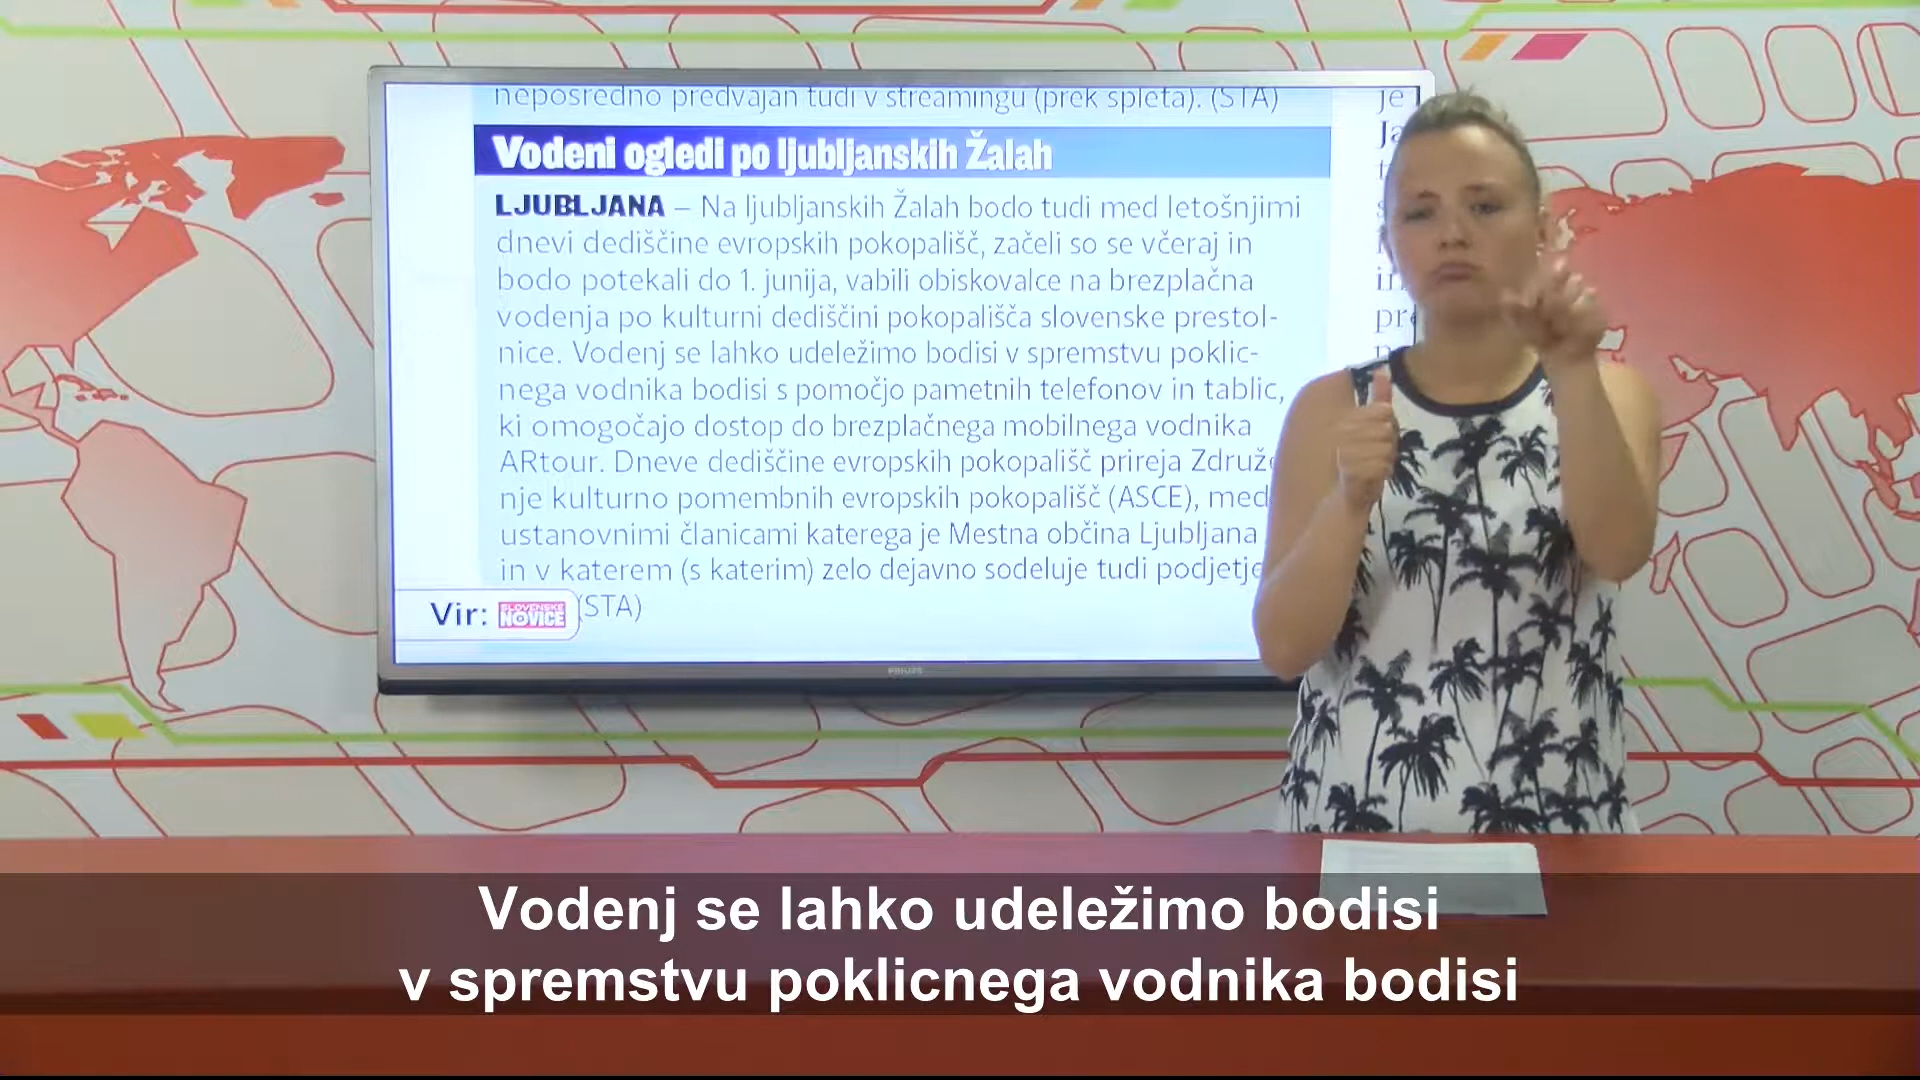 neposredno predvajan tudi v streamingu (prek spleta). (STA)
Vodeni ogledi po ljubljanskih Žalah
LJUBLJANA – Na ljubljanskih Žalah bodo tudi med letošnjimi
dnevi dediščine evropskih pokopališč, začeli so se včeraj in
bodo potekali do 1. junija, vabili obiskovalce na brezplačna
vodenja po kulturni dediščini pokopališča slovenske prestol-
nice. Vodenj se lahko udeležimo bodisi v spremstvu poklic-
nega vodnika bodisi s pomočjo pametnih telefonov in tablic,
ki omogočajo dostop do brezplačnega mobilnega vodnika
ARtour. Dneve dediščine evropskih pokopališč prireja Združe
nje kulturno pomembnih evropskih pokopališč (ASCE), med
ustanovnimi članicami katerega je Mestna občina Ljubljana
in v katerem (s katerim) zelo dejavno sodeluje tudi podjetje
(STA)
Vir: SLOVENSKE NOVICE
PHILIPS
Vodenj se lahko udeležimo bodisi
v spremstvu poklicnega vodnika bodisi